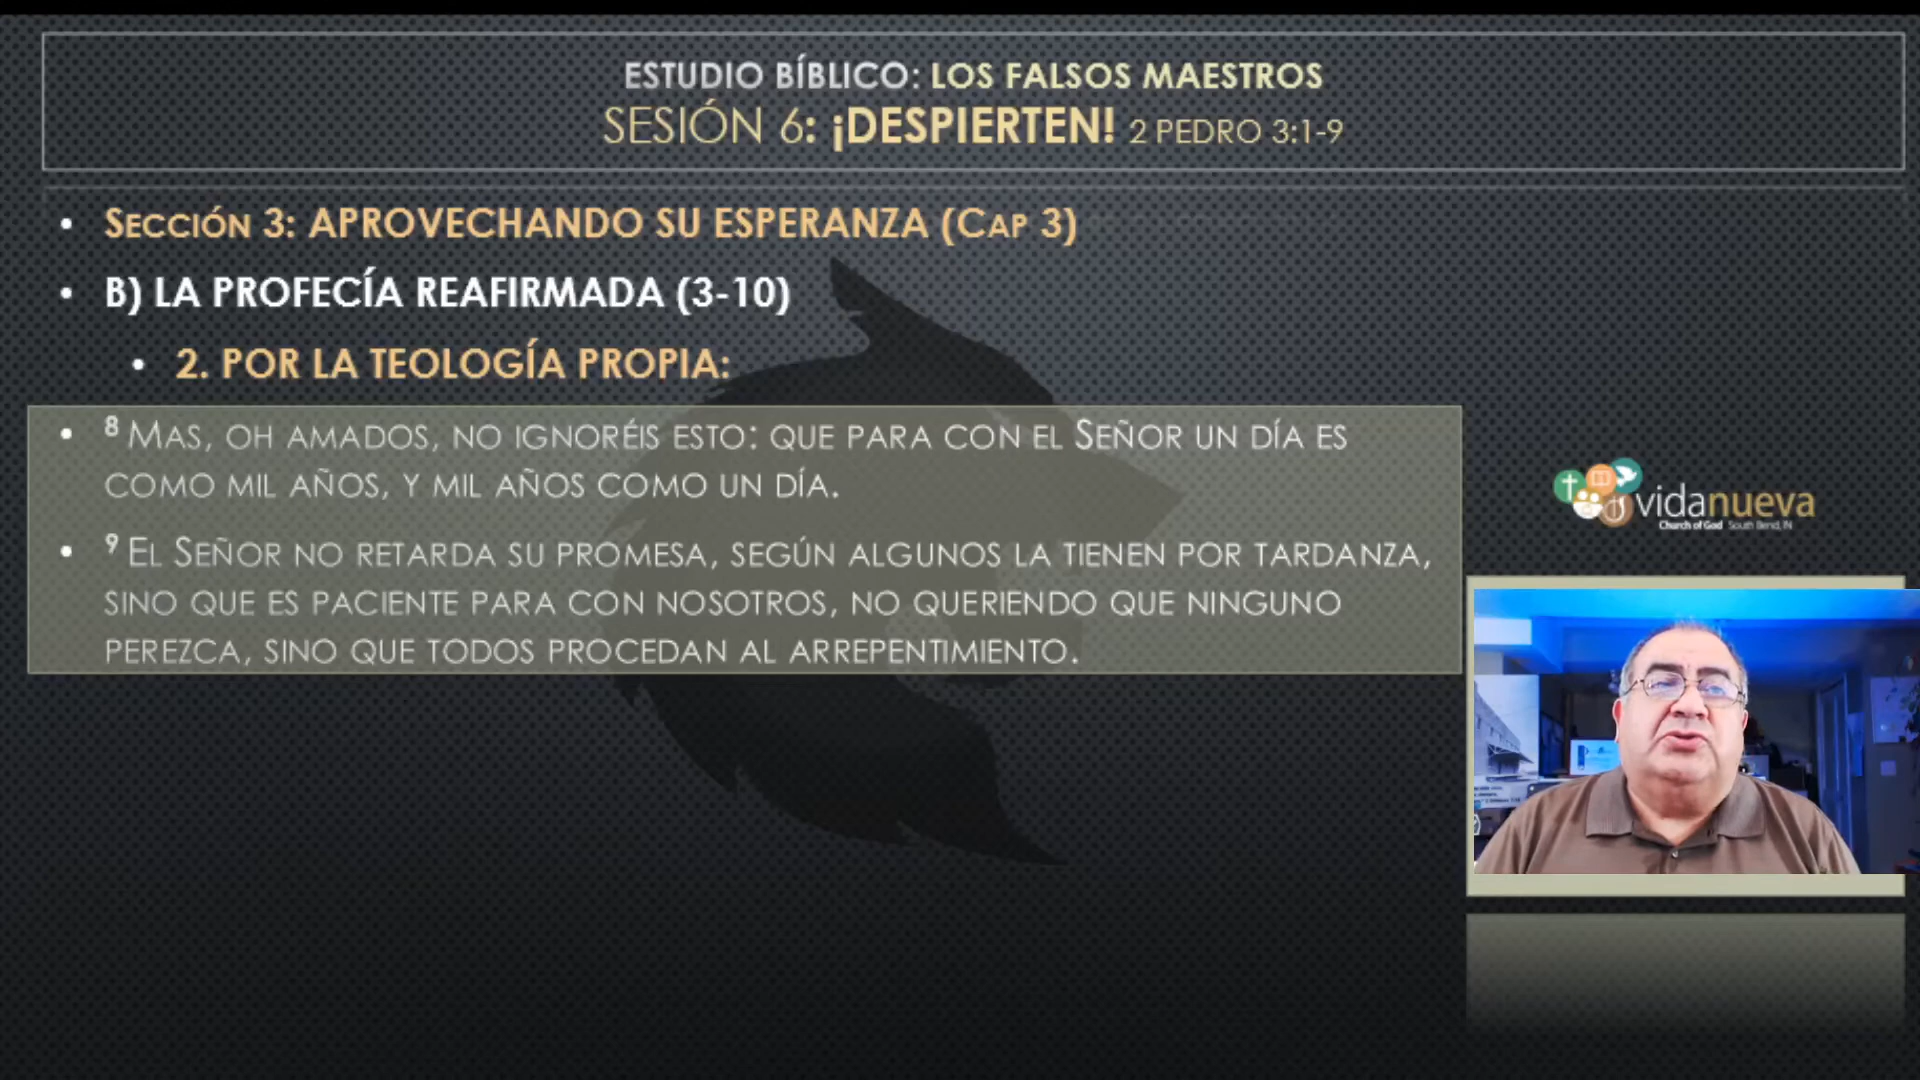 ESTUDIO BÍBLICO: LOS FALSOS MAESTROS
SESIÓN 6: ¡DESPIERTEN! 2 PEDRO 3:1-9
• SECCIÓN 3: APROVECHANDO SU ESPERANZA (CAP 3)
• B) LA PROFECÍA REAFIRMADA (3-10)
• 2. POR LA TEOLOGÍA PROPIA:
• 8 MAS, OH AMADOS, NO IGNORÉIS ESTO: QUE PARA CON EL SEÑOR UN DÍA ES
COMO MIL AÑOS, Y MIL AÑOS COMO UN DÍA.
• 9 EL SEÑOR NO RETARDA SU PROMESA, SEGÚN ALGUNOS LA TIENEN POR TARDANZA,
SINO QUE ES PACIENTE PARA CON NOSOTROS, NO QUERIENDO QUE NINGUNO
PEREZCA, SINO QUE TODOS PROCEDAN AL ARREPENTIMIENTO.
vidanueva
Church of God South Bend, IN